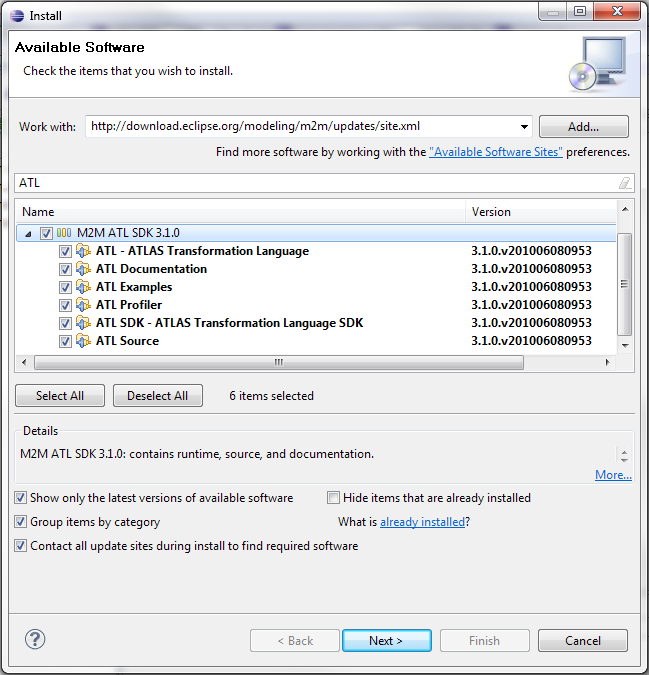 Install
Available Software
Check the items that you wish to install.
Work with: http://download.eclipse.org/modeling/m2m/updates/site.xml Add...
Find more software by working with the "Available Software Sites" preferences.
ATL
Name Version
M2M ATL SDK 3.1.0
ATL - ATLAS Transformation Language 3.1.0.v201006080953
ATL Documentation 3.1.0.v201006080953
ATL Examples 3.1.0.v201006080953
ATL Profiler 3.1.0.v201006080953
ATL SDK - ATLAS Transformation Language SDK 3.1.0.v201006080953
ATL Source 3.1.0.v201006080953
Select All Deselect All 6 items selected
Details
M2M ATL SDK 3.1.0: contains runtime, source, and documentation.
More...
Show only the latest versions of available software Hide items that are already installed
Group items by category What is already installed?
Contact all update sites during install to find required software
? < Back Next > Finish Cancel